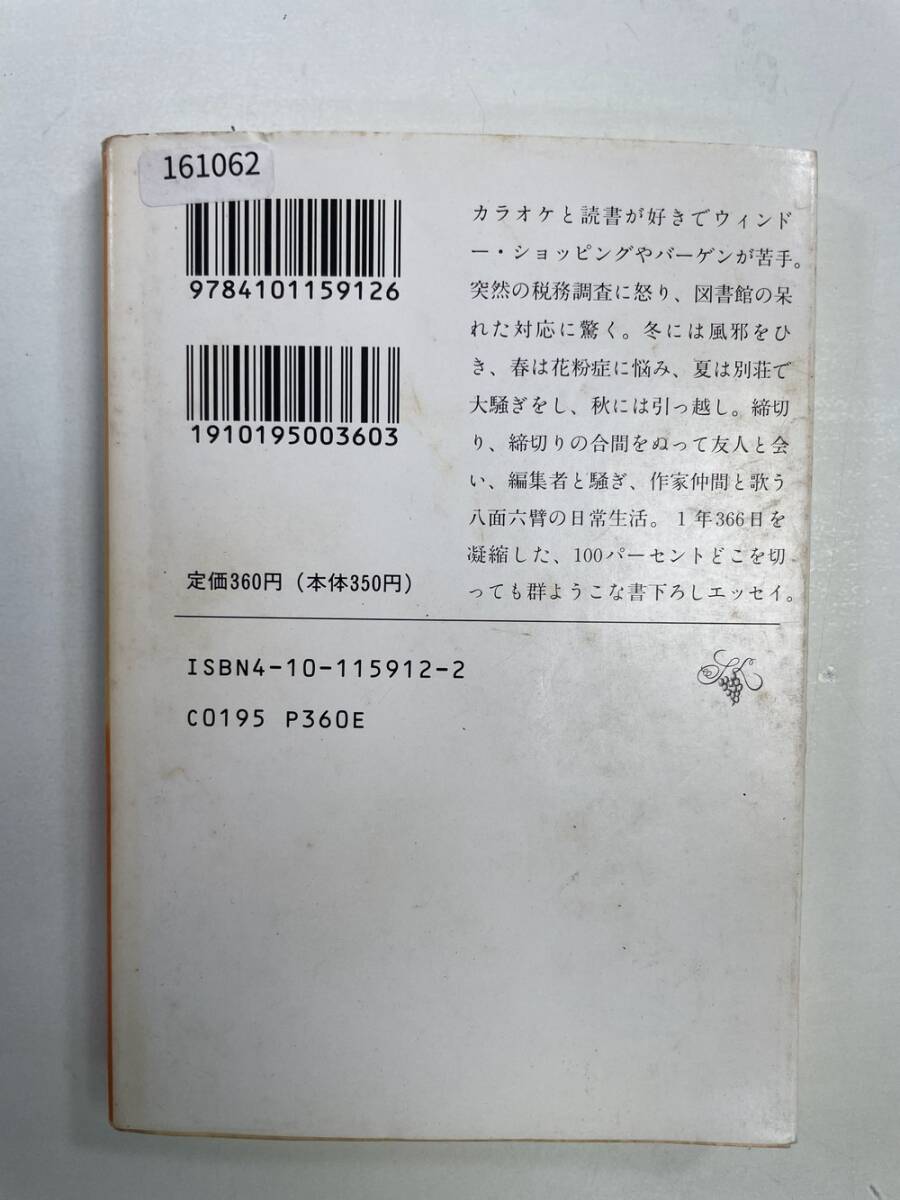 161062
9784101159126
1910195003603
定価360円（本体350円）
カラオケと読書が好きでウィンド
ー・ショッピングやバーゲンが苦手。
突然の税務調査に怒り、図書館の呆
れた対応に驚く。冬には風邪をひ
き、春は花粉症に悩み、夏は別荘で
大騒ぎをし、秋には引っ越し。締切
り、締切りの合間をぬって友人と会
い、編集者と騒ぎ、作家仲間と歌う
八面六臂の日常生活。1年366日を
凝縮した、100パーセントどこを切
っても群ようこな書下ろしエッセイ。
ISBN4-10-115912-2
C0195 P360E